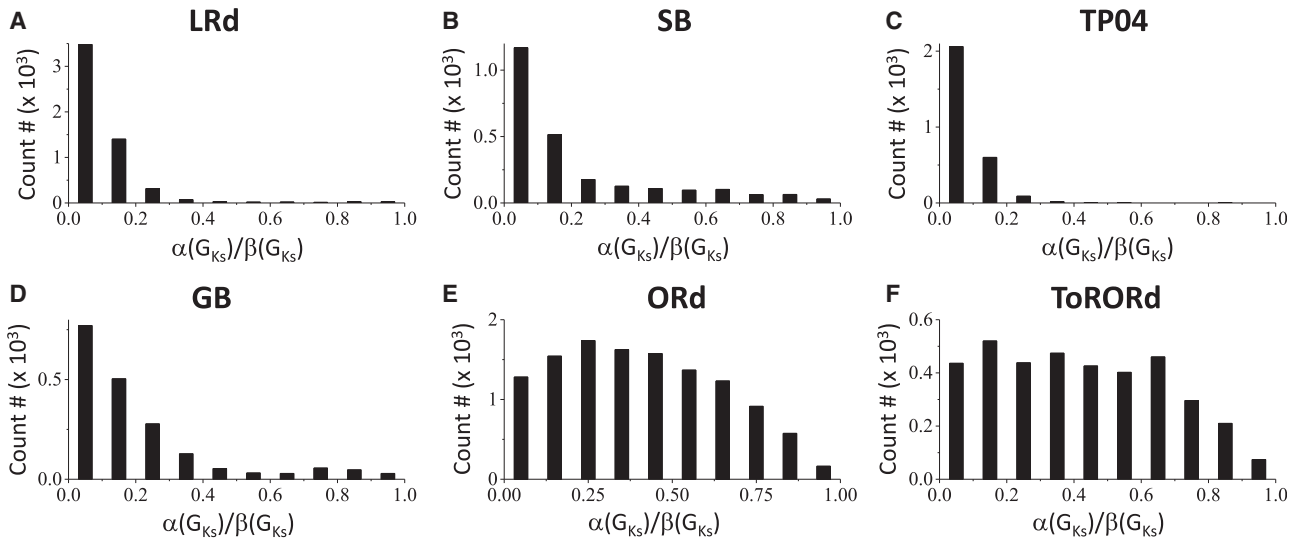 A LRd
Count # (x 10³)
3
2
1
0
0.0 0.2 0.4 0.6 0.8 1.0
α(GKs)/β(GKs)
B SB
Count # (x 10³)
1.0
0.5
0.0
0.0 0.2 0.4 0.6 0.8 1.0
α(GKs)/β(GKs)
C TP04
Count # (x 10³)
2
1
0
0.0 0.2 0.4 0.6 0.8 1.0
α(GKs)/β(GKs)
D GB
Count # (x 10³)
0.5
0.0
0.0 0.2 0.4 0.6 0.8 1.0
α(GKs)/β(GKs)
E ORd
Count # (x 10³)
2
1
0
0.00 0.25 0.50 0.75 1.00
α(GKs)/β(GKs)
F ToRORd
Count # (x 10³)
0.6
0.4
0.2
0.0
0.0 0.2 0.4 0.6 0.8 1.0
α(GKs)/β(GKs)